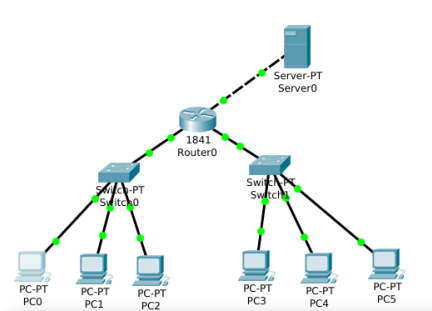 Server-PT
Server0
1841
Router0
Switch-PT
Switch0
Switch-PT
Switch1
PC-PT
PC0
PC-PT
PC1
PC-PT
PC2
PC-PT
PC3
PC-PT
PC4
PC-PT
PC5